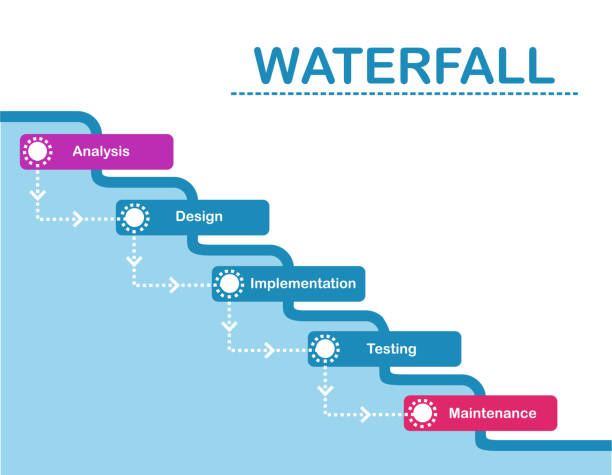 WATERFALL
Analysis
Design
Implementation
Testing
Maintenance